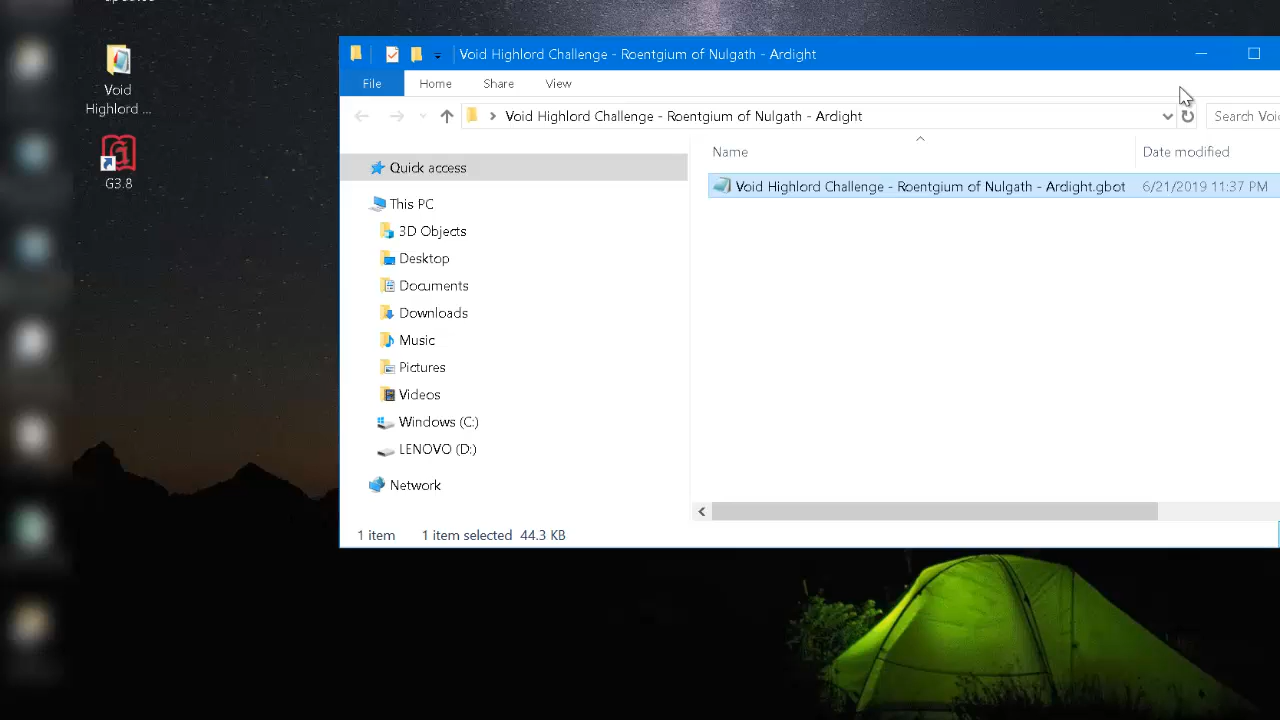 Void
Highlord ...
G3.8
Void Highlord Challenge - Roentgium of Nulgath - Ardight
File Home Share View
Void Highlord Challenge - Roentgium of Nulgath - Ardight
Search Voi
Name Date modified
Void Highlord Challenge - Roentgium of Nulgath - Ardight.gbot 6/21/2019 11:37 PM
Quick access
This PC
3D Objects
Desktop
Documents
Downloads
Music
Pictures
Videos
Windows (C:)
LENOVO (D:)
Network
1 item 1 item selected 44.3 KB